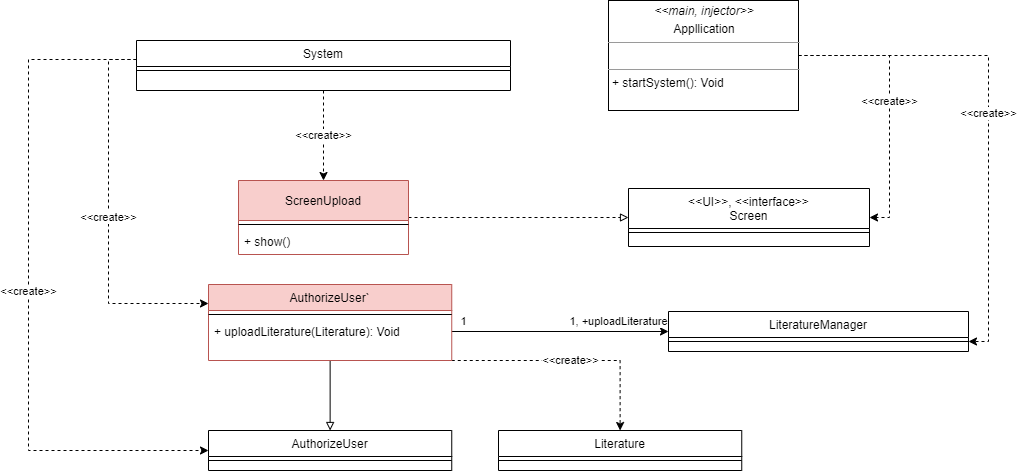 <<main, injector>>
Appllication
System
+ startSystem(): Void
<<create>>
<<create>>
<<create>>
ScreenUpload
<<UI>>, <<interface>>
Screen
<<create>>
+ show()
<<create>>
AuthorizeUser`
+ uploadLiterature(Literature): Void
1
1, +uploadLiterature
LiteratureManager
<<create>>
AuthorizeUser
Literature